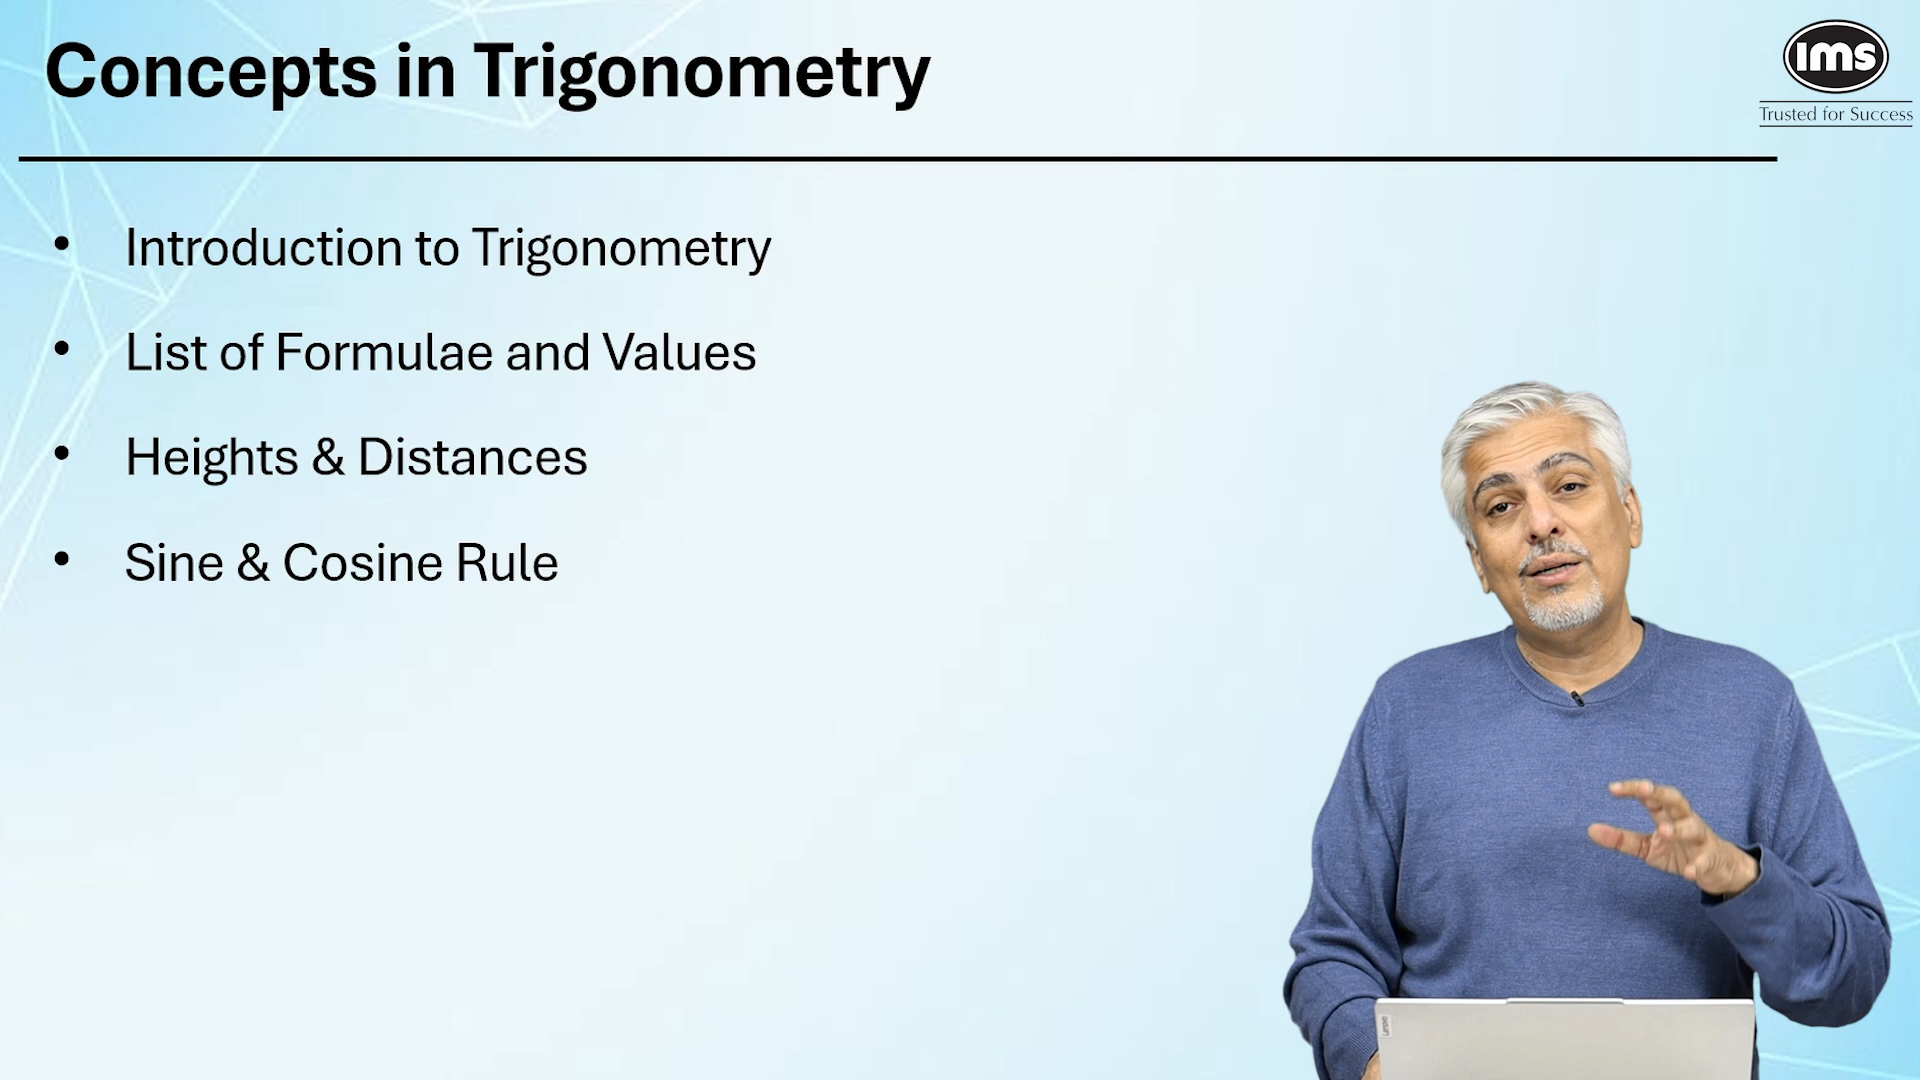 Concepts in Trigonometry
ims
Trusted for Success
• Introduction to Trigonometry
• List of Formulae and Values
• Heights & Distances
• Sine & Cosine Rule
Lenovo